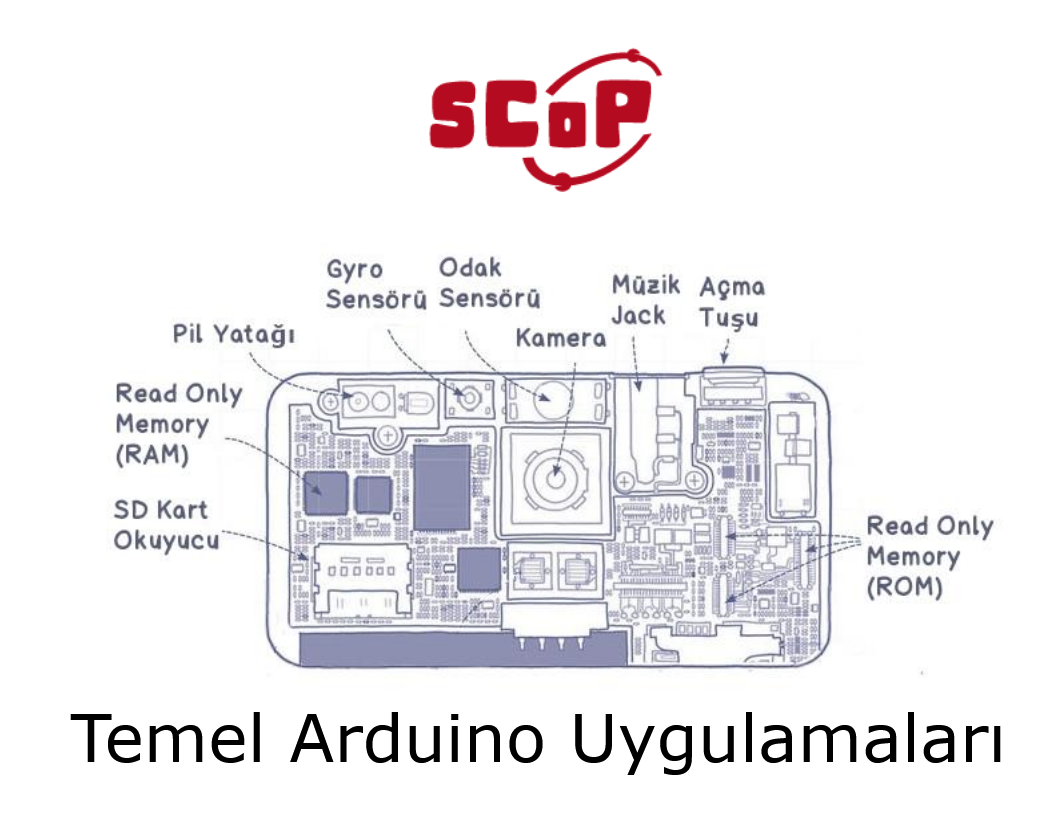 SCoP
Gyro
Sensörü
Odak
Sensörü
Müzik
Jack
Açma
Tuşu
Pil Yatağı
Kamera
Read Only
Memory
(RAM)
SD Kart
Okuyucu
Read Only
Memory
(ROM)
Temel Arduino Uygulamaları